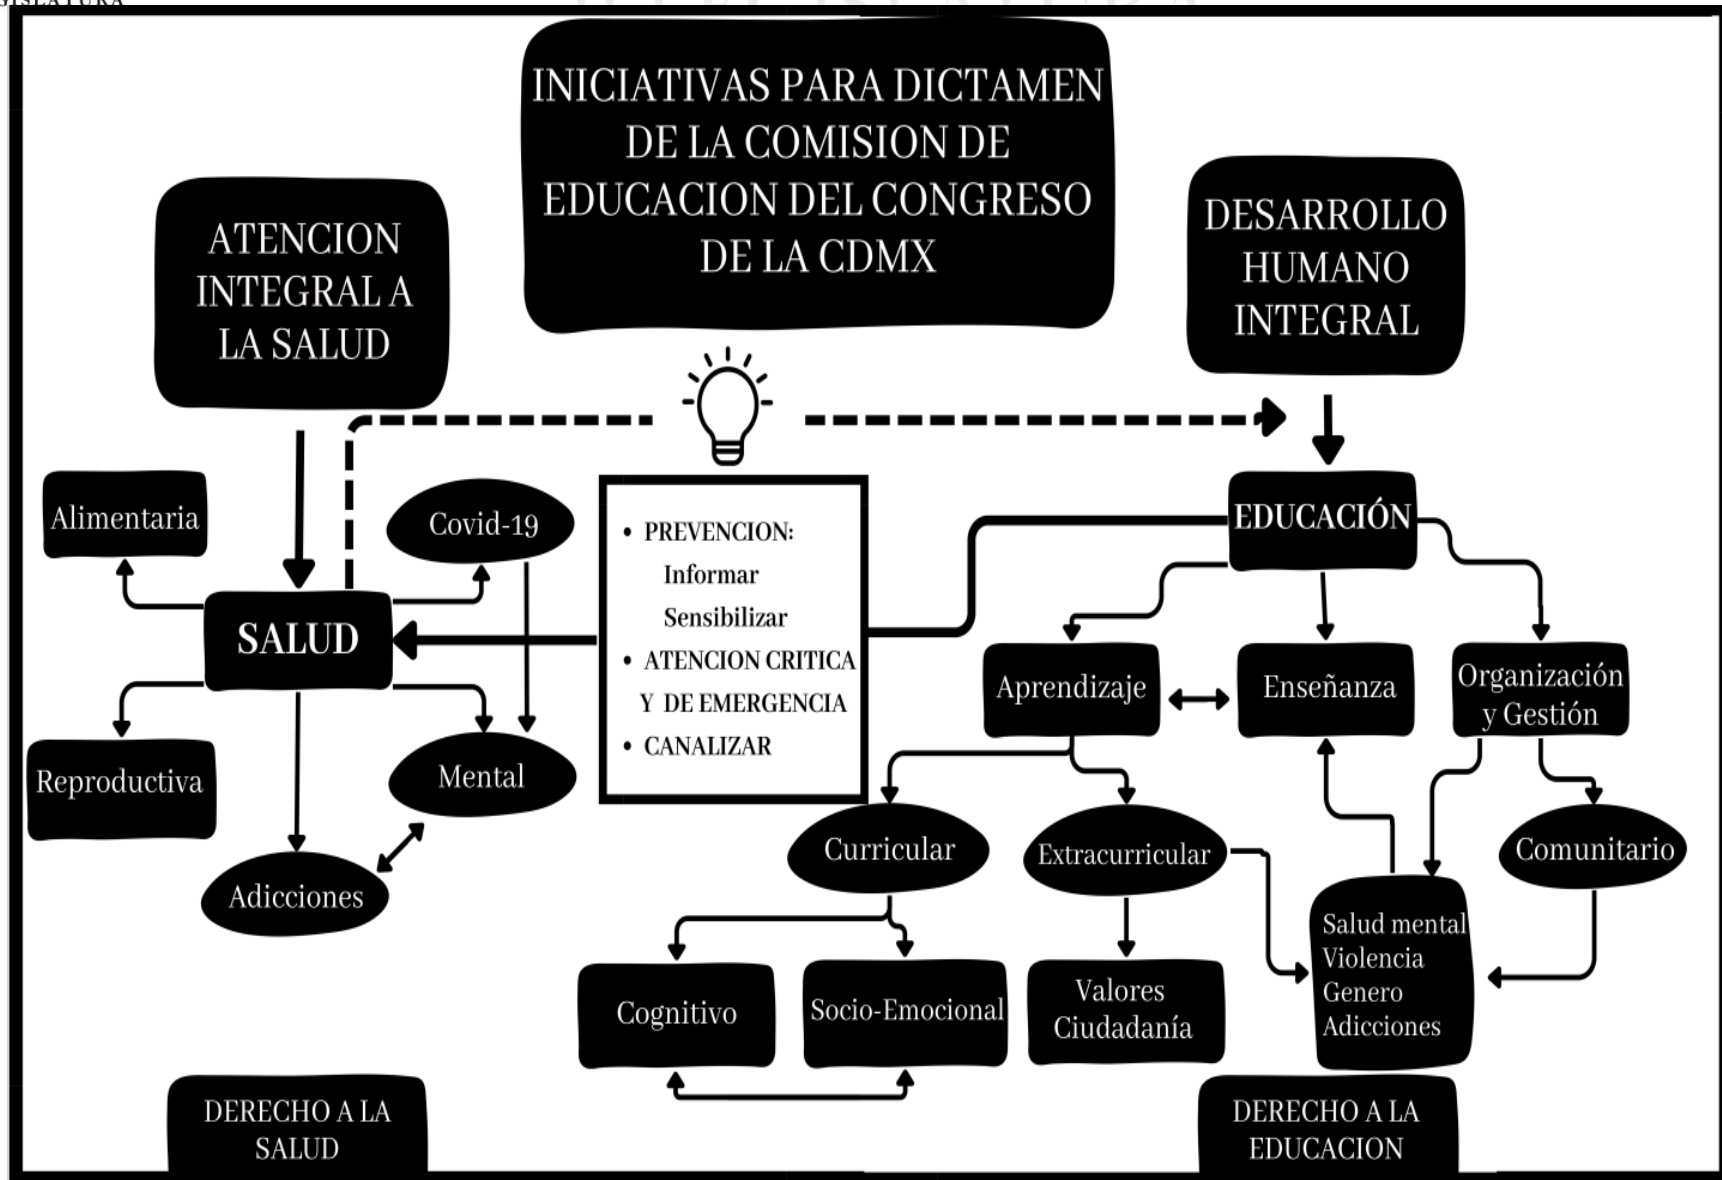 GISLATURA
INICIATIVAS PARA DICTAMEN
DE LA COMISION DE
EDUCACION DEL CONGRESO
DE LA CDMX
ATENCION
INTEGRAL A
LA SALUD
DESARROLLO
HUMANO
INTEGRAL
Alimentaria
Covid-19
SALUD
Reproductiva
Mental
Adicciones
• PREVENCION:
Informar
Sensibilizar
• ATENCION CRITICA
Y DE EMERGENCIA
• CANALIZAR
EDUCACIÓN
Aprendizaje
Enseñanza
Organización
y Gestión
Curricular
Extracurricular
Comunitario
Cognitivo
Socio-Emocional
Valores
Ciudadanía
Salud mental
Violencia
Genero
Adicciones
DERECHO A LA
SALUD
DERECHO A LA
EDUCACION